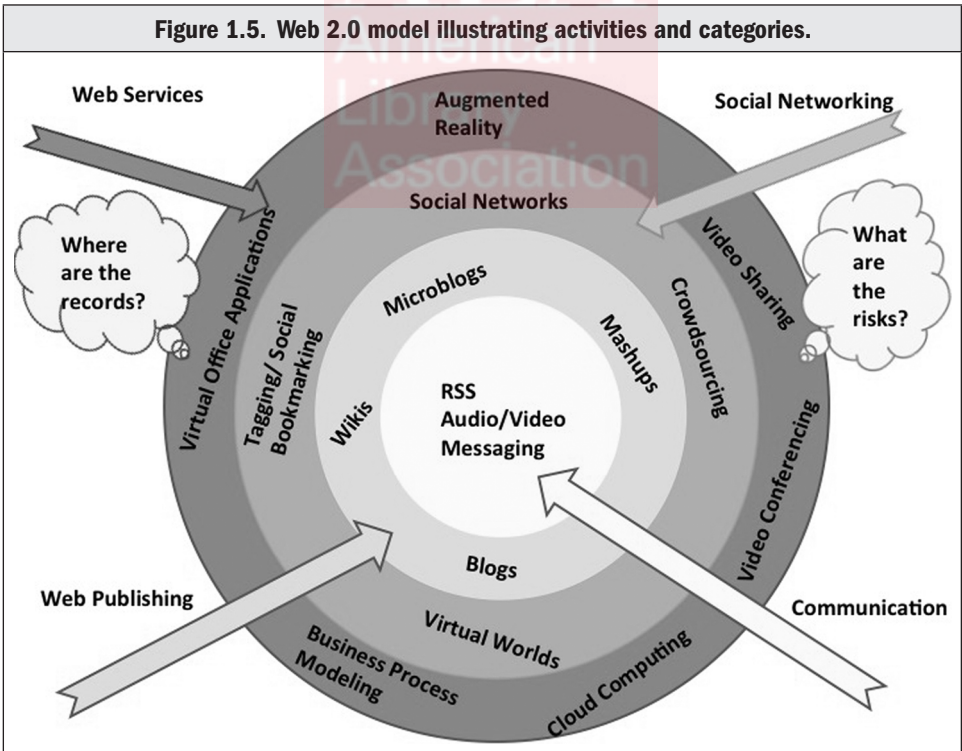 Figure 1.5. Web 2.0 model illustrating activities and categories.
American
Library
Association
Web Services
Social Networking
Augmented
Reality
Social Networks
Where
are the
records?
What
are
the
risks?
Virtual Office Applications
Tagging/ Social
Bookmarking
Microblogs
Wikis
Mashups
Crowdsourcing
Video Sharing
RSS
Audio/Video
Messaging
Video Conferencing
Blogs
Web Publishing
Communication
Virtual Worlds
Business Process
Modeling
Cloud Computing